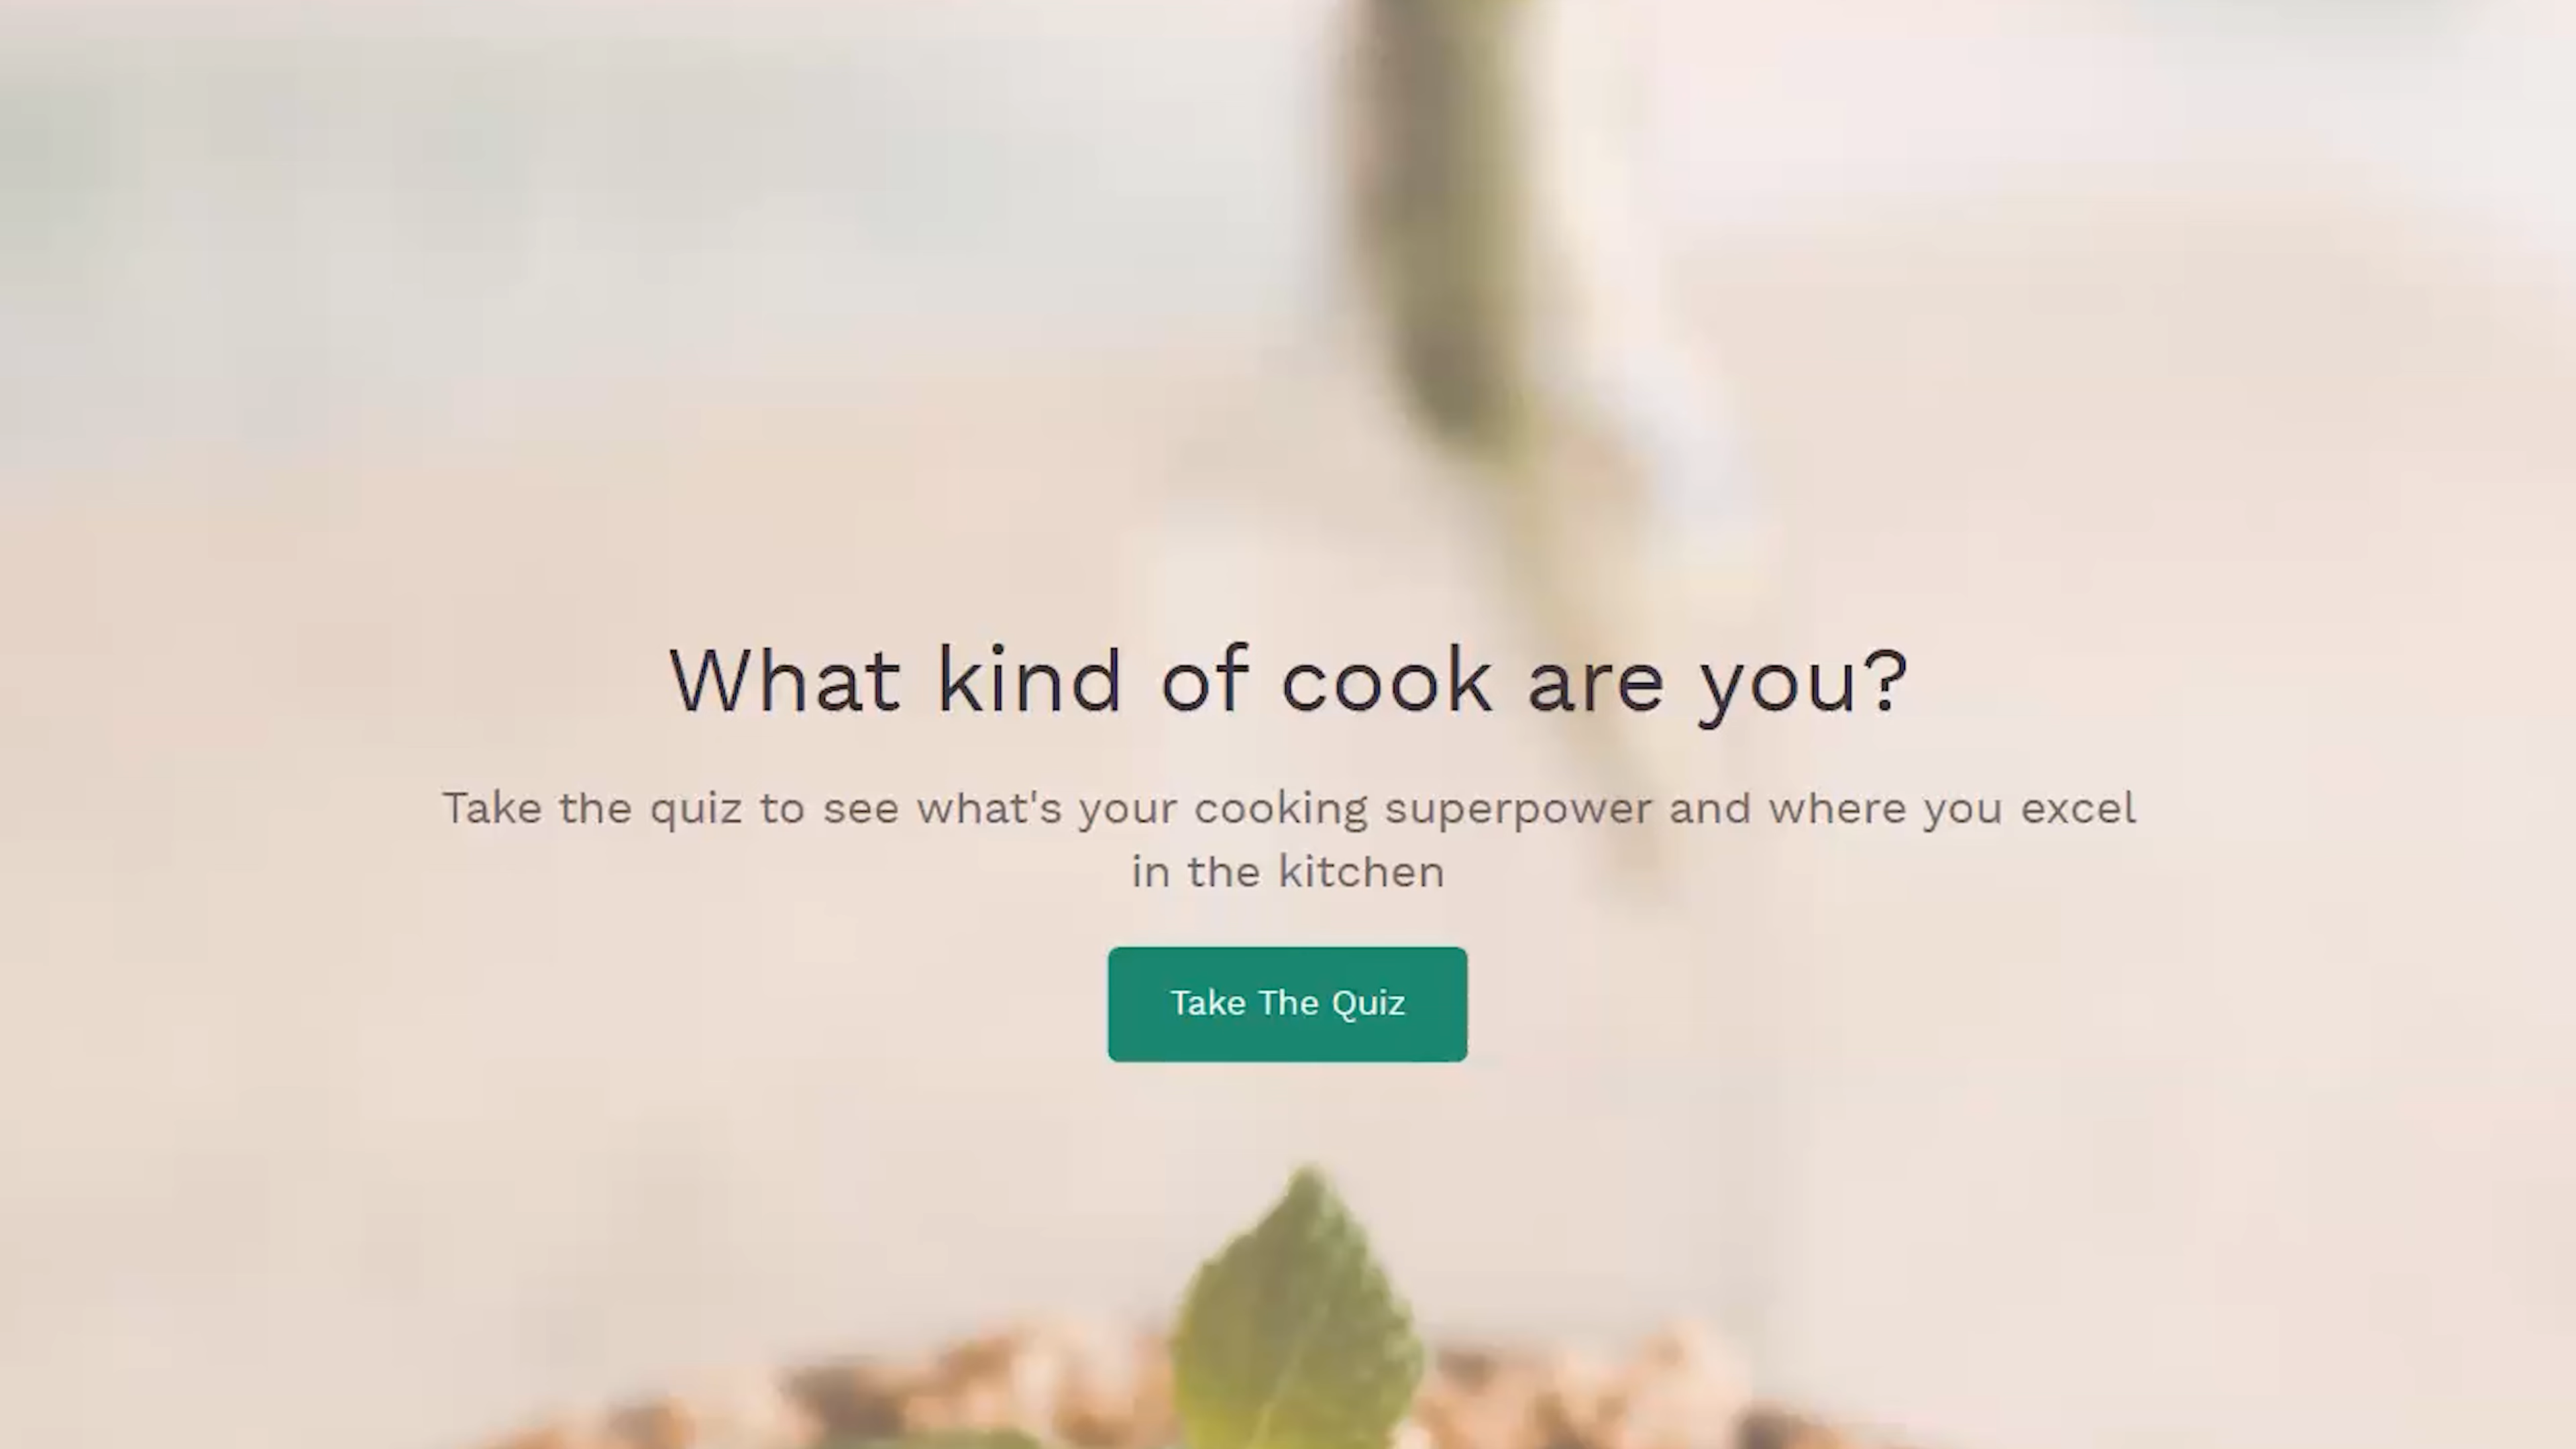 What kind of cook are you?
Take the quiz to see what's your cooking superpower and where you excel
in the kitchen
Take The Quiz